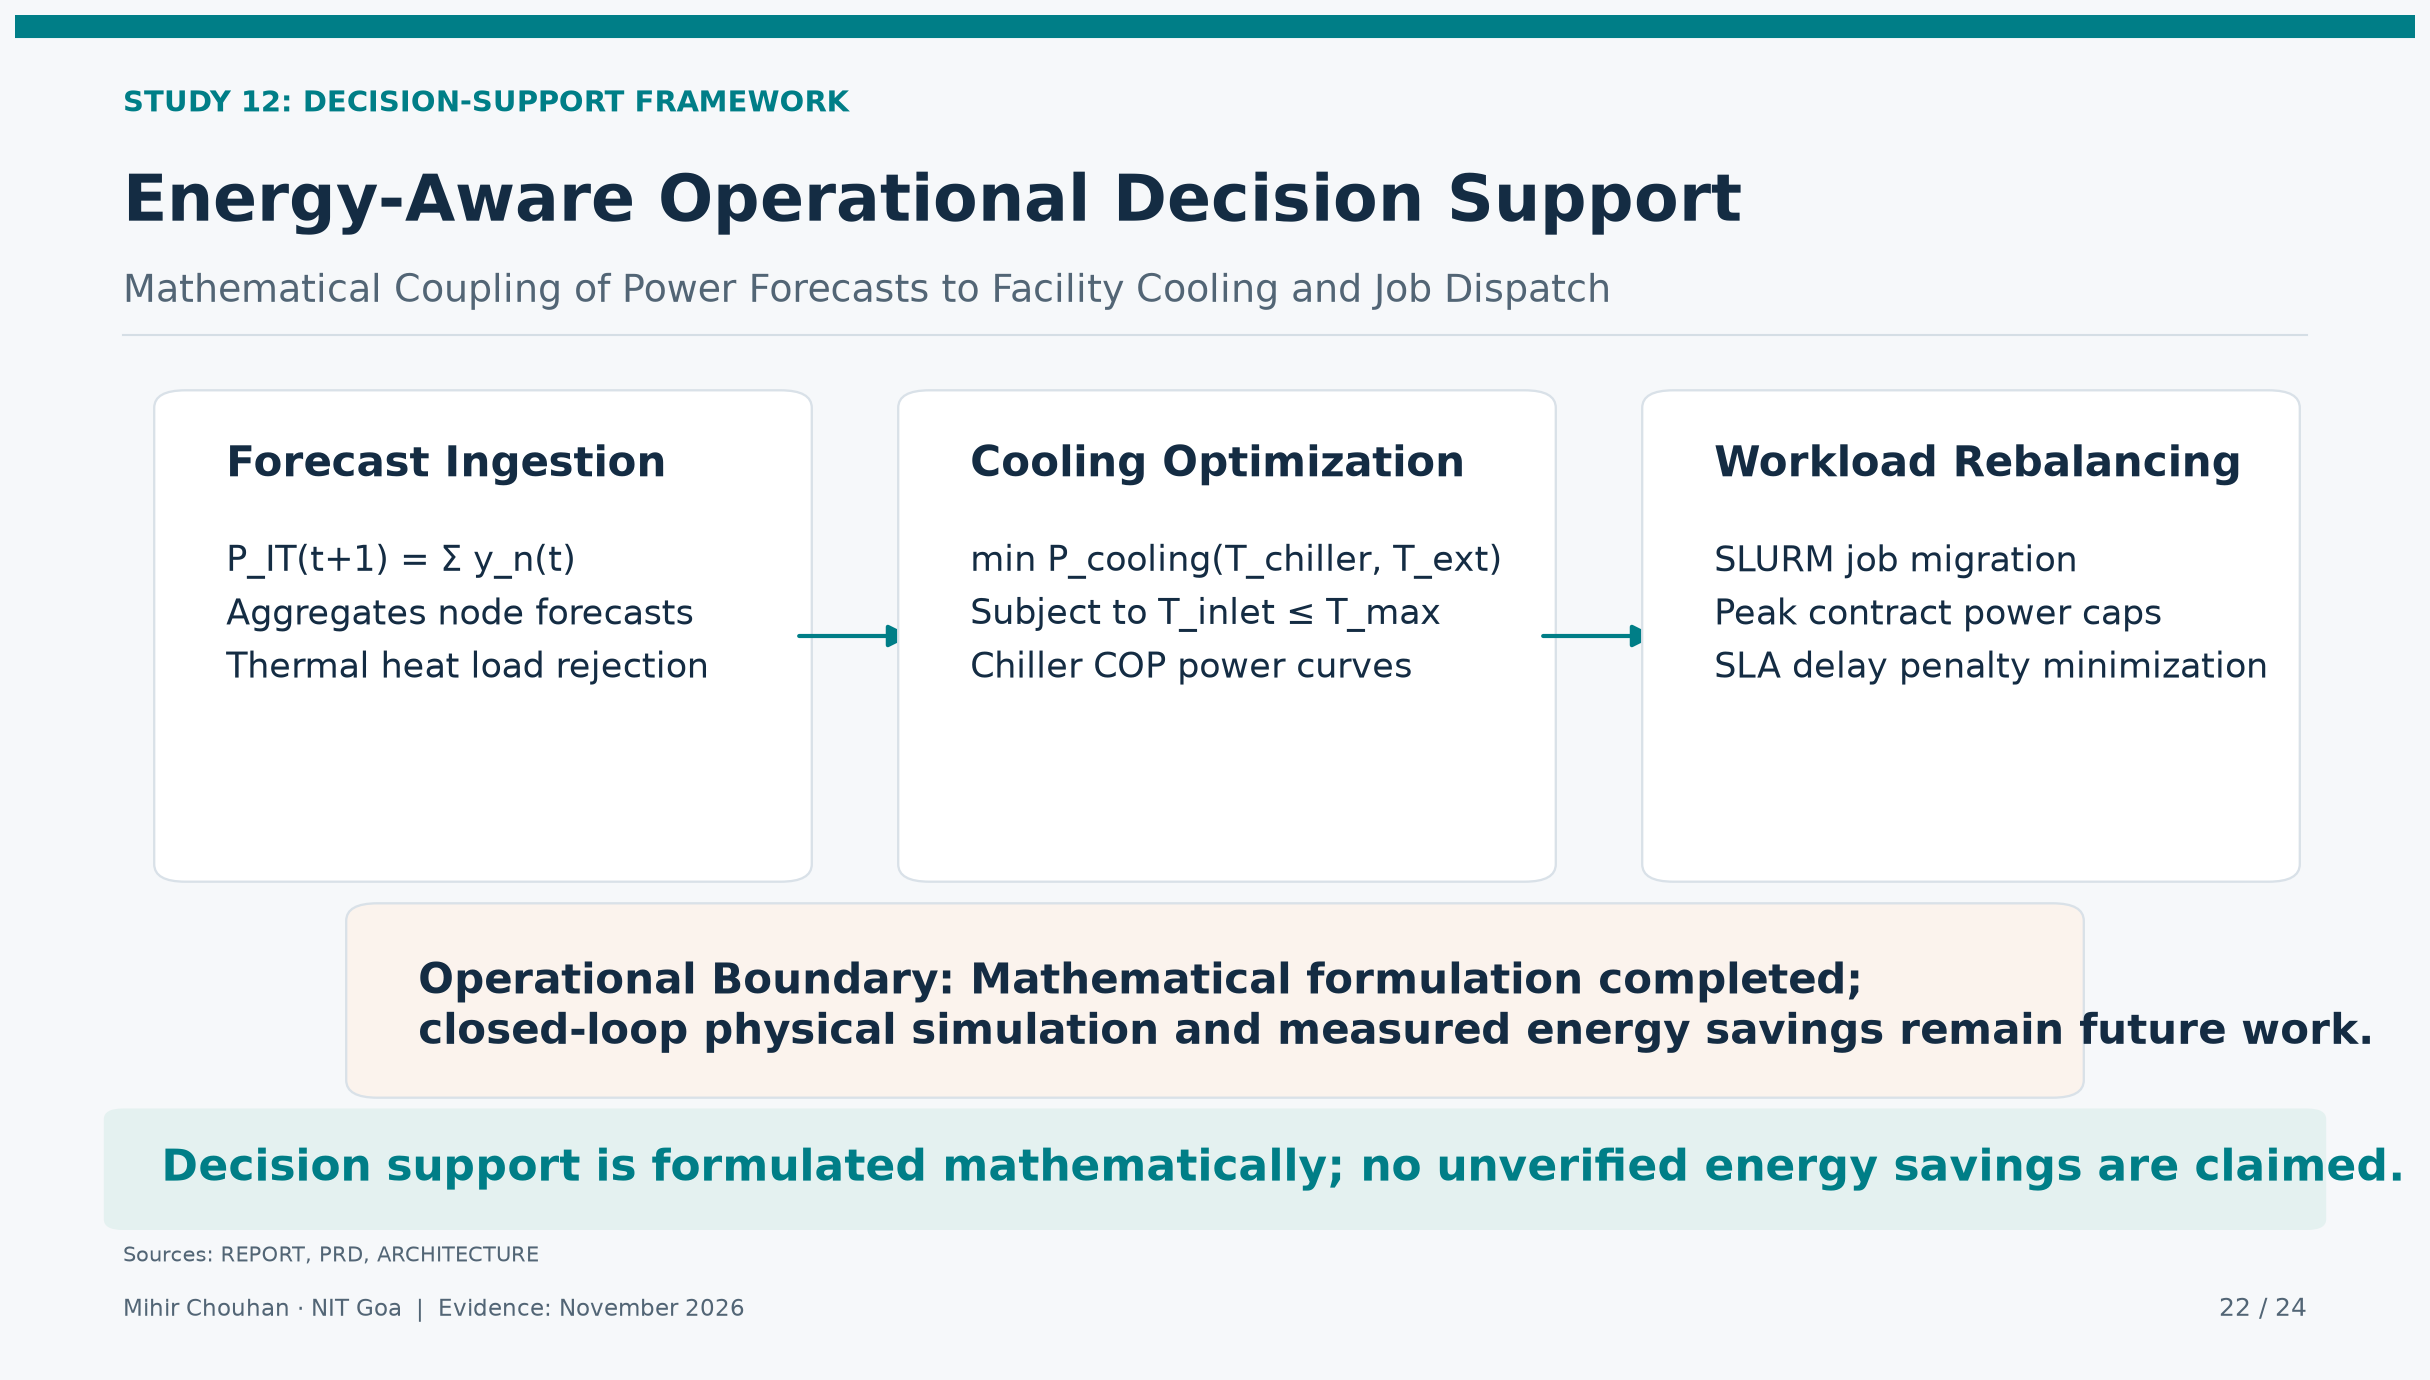 STUDY 12: DECISION-SUPPORT FRAMEWORK
Energy-Aware Operational Decision Support
Mathematical Coupling of Power Forecasts to Facility Cooling and Job Dispatch
Forecast Ingestion
P_IT(t+1) = Σ y_n(t)
Aggregates node forecasts
Thermal heat load rejection
Cooling Optimization
min P_cooling(T_chiller, T_ext)
Subject to T_inlet ≤ T_max
Chiller COP power curves
Workload Rebalancing
SLURM job migration
Peak contract power caps
SLA delay penalty minimization
Operational Boundary: Mathematical formulation completed;
closed-loop physical simulation and measured energy savings remain future work.
Decision support is formulated mathematically; no unverified energy savings are claimed.
Sources: REPORT, PRD, ARCHITECTURE
Mihir Chouhan · NIT Goa | Evidence: November 2026
22 / 24